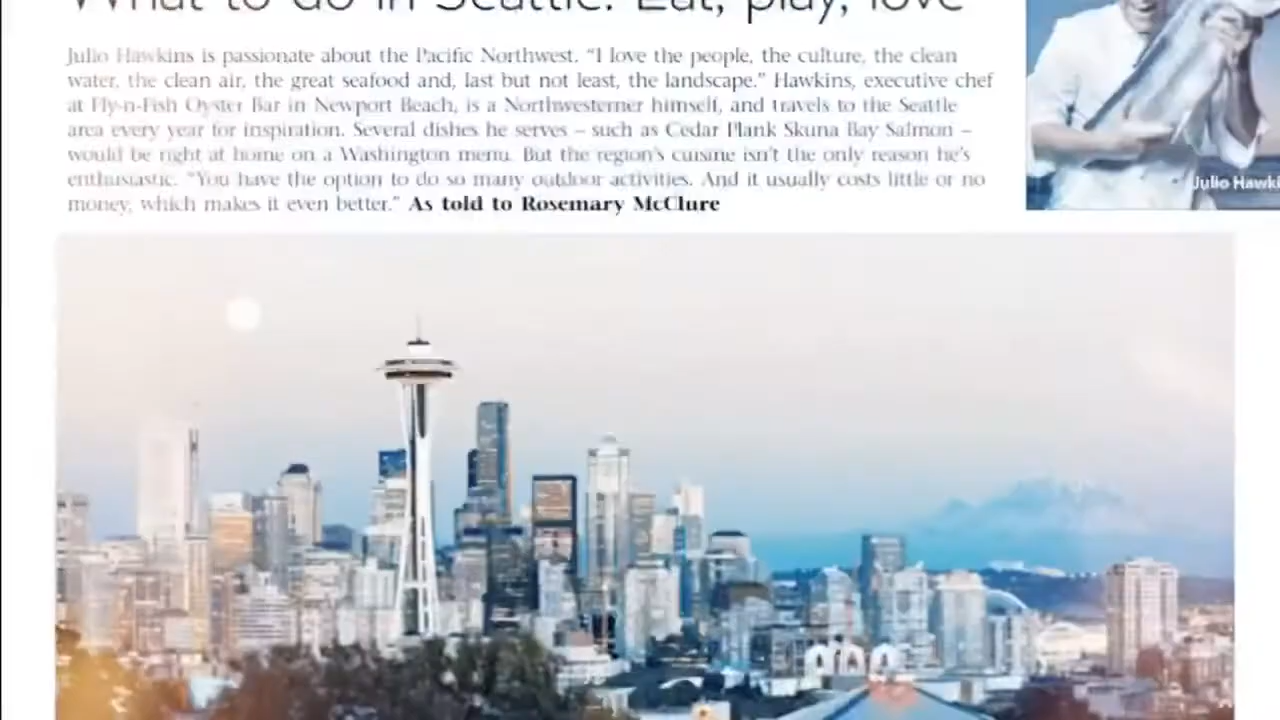 What to do in Seattle: Eat, play, love
Julio Hawkins is passionate about the Pacific Northwest. “I love the people, the culture, the clean
water, the clean air, the great seafood and, last but not least, the landscape.” Hawkins, executive chef
at Fly-n-Fish Oyster Bar in Newport Beach, is a Northwesterner himself, and travels to the Seattle
area every year for inspiration. Several dishes he serves – such as Cedar Plank Skuna Bay Salmon –
would be right at home on a Washington menu. But the region’s cuisine isn’t the only reason he’s
enthusiastic. “You have the option to do so many outdoor activities. And it usually costs little or no
money, which makes it even better.” As told to Rosemary McClure
Julio Hawki